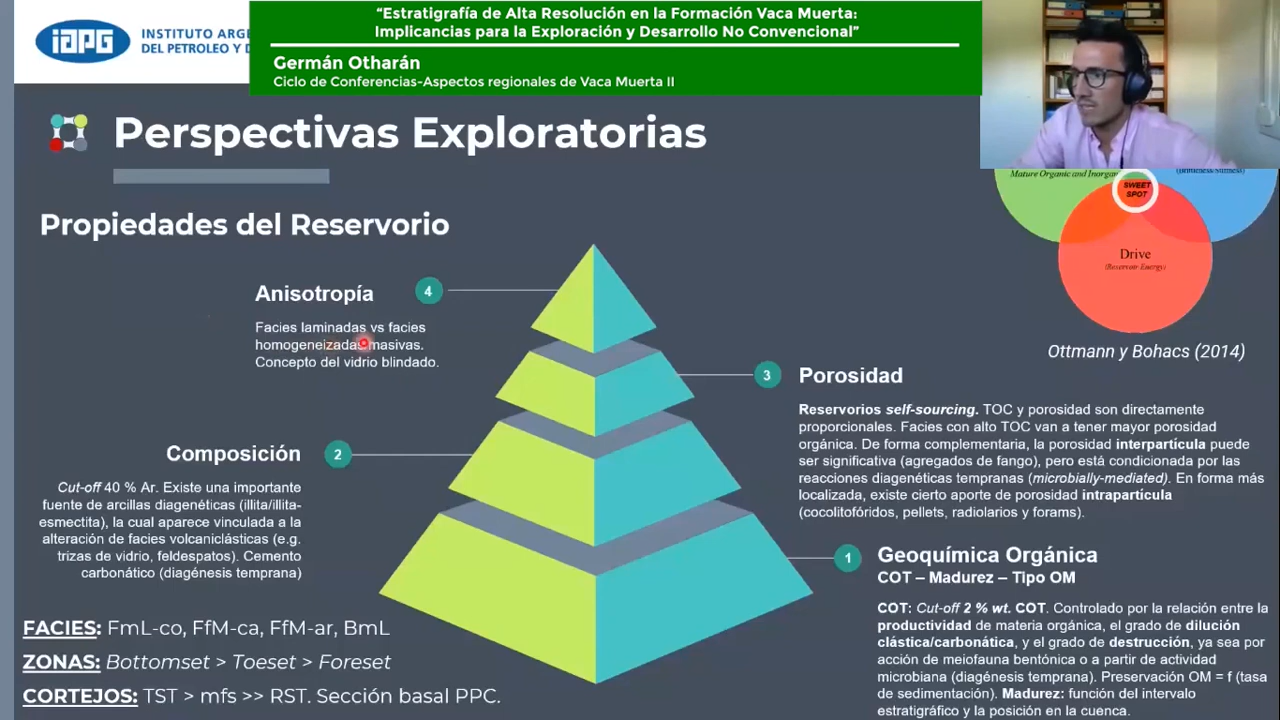 iAPG
INSTITUTO ARGE
DEL PETROLEO Y D
“Estratigrafía de Alta Resolución en la Formación Vaca Muerta:
Implicancias para la Exploración y Desarrollo No Convencional”
Germán Otharán
Ciclo de Conferencias-Aspectos regionales de Vaca Muerta II
Perspectivas Exploratorias
Propiedades del Reservorio
Mature Organic and Inorgan
(Brittleness/Stiffness)
SWEET
SPOT
Drive
(Reservoir Energy)
Ottmann y Bohacs (2014)
Anisotropía
4
Facies laminadas vs facies
homogeneizadas masivas.
Concepto del vidrio blindado.
3
Porosidad
Reservorios self-sourcing. TOC y porosidad son directamente
proporcionales. Facies con alto TOC van a tener mayor porosidad
orgánica. De forma complementaria, la porosidad interpartícula puede
ser significativa (agregados de fango), pero está condicionada por las
reacciones diagenéticas tempranas (microbially-mediated). En forma más
localizada, existe cierto aporte de porosidad intrapartícula
(cocolitofóridos, pellets, radiolarios y forams).
Composición
2
Cut-off 40 % Ar. Existe una importante
fuente de arcillas diagenéticas (illita/illita-
esmectita), la cual aparece vinculada a la
alteración de facies volcaniclásticas (e.g.
trizas de vidrio, feldespatos). Cemento
carbonático (diagénesis temprana)
1
Geoquímica Orgánica
COT – Madurez – Tipo OM
COT: Cut-off 2 % wt. COT. Controlado por la relación entre la
productividad de materia orgánica, el grado de dilución
clástica/carbonática, y el grado de destrucción, ya sea por
acción de meiofauna bentónica o a partir de actividad
microbiana (diagénesis temprana). Preservación OM = f (tasa
de sedimentación). Madurez: función del intervalo
estratigráfico y la posición en la cuenca.
FACIES: FmL-co, FfM-ca, FfM-ar, BmL
ZONAS: Bottomset > Toeset > Foreset
CORTEJOS: TST > mfs >> RST. Sección basal PPC.